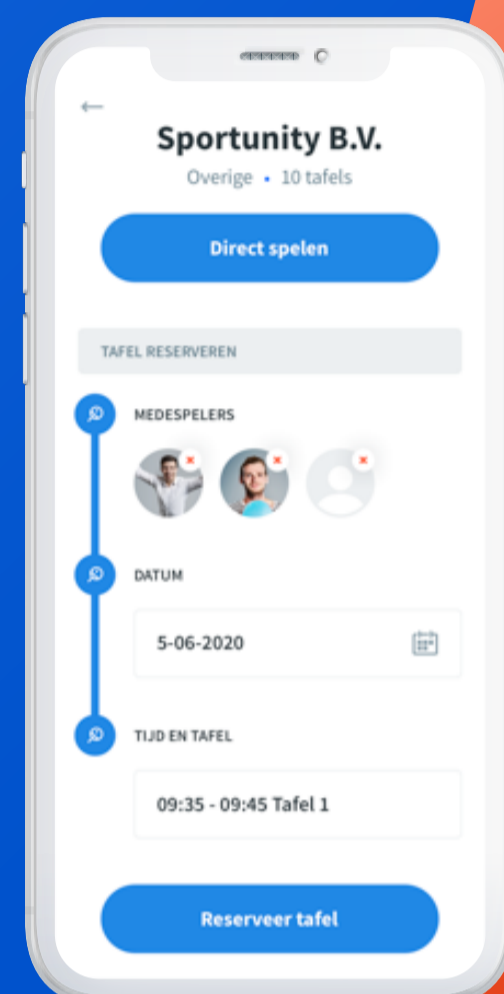 Sportunity B.V.
Overige • 10 tafels
Direct spelen
TAFEL RESERVEREN
MEDESPELERS
DATUM
5-06-2020
TIJD EN TAFEL
09:35 - 09:45 Tafel 1
Reserveer tafel